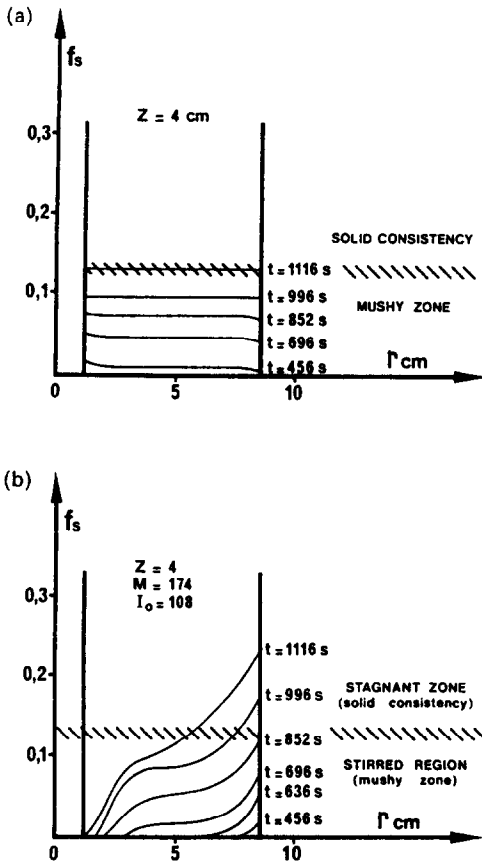 (a)
fs
Z = 4 cm
0,3
0,2
SOLID CONSISTENCY
t = 1116 s
0,1
t = 996 s
MUSHY ZONE
t = 852 s
t = 696 s
t = 456 s
r cm
0
5
10
(b)
fs
Z = 4
M = 174
Io = 108
0,3
t = 1116 s
0,2
t = 996 s
STAGNANT ZONE
(solid consistency)
t = 852 s
0,1
STIRRED REGION
(mushy zone)
t = 696 s
t = 636 s
t = 456 s
r cm
0
5
10